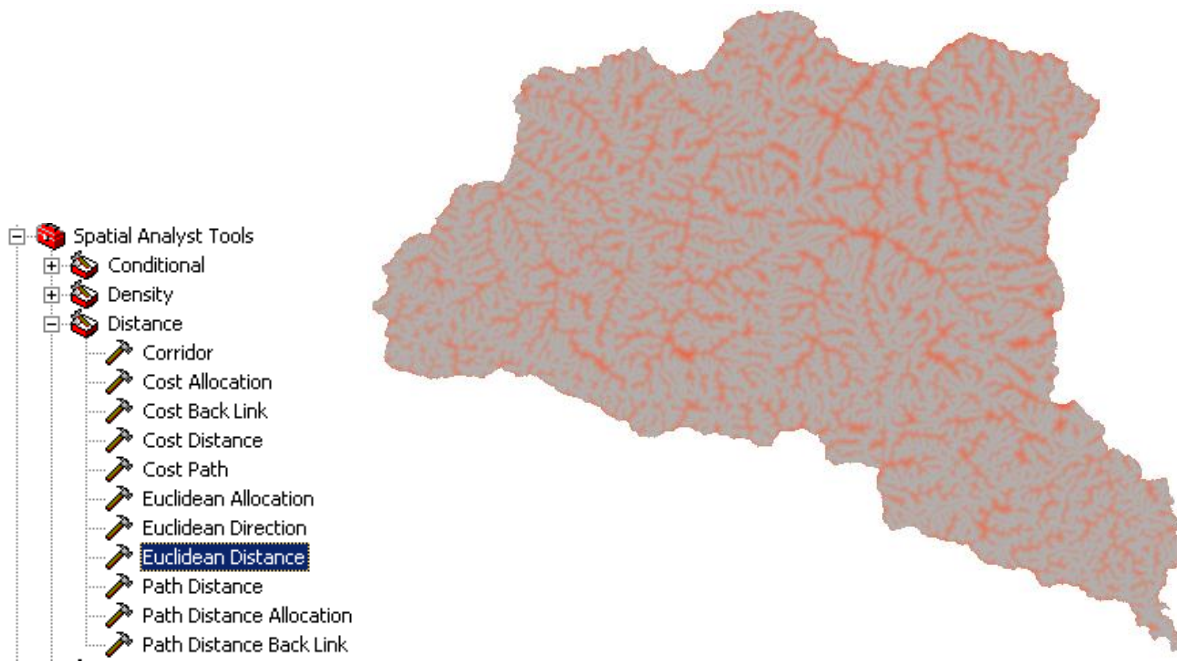 Spatial Analyst Tools
Conditional
Density
Distance
Corridor
Cost Allocation
Cost Back Link
Cost Distance
Cost Path
Euclidean Allocation
Euclidean Direction
Euclidean Distance
Path Distance
Path Distance Allocation
Path Distance Back Link